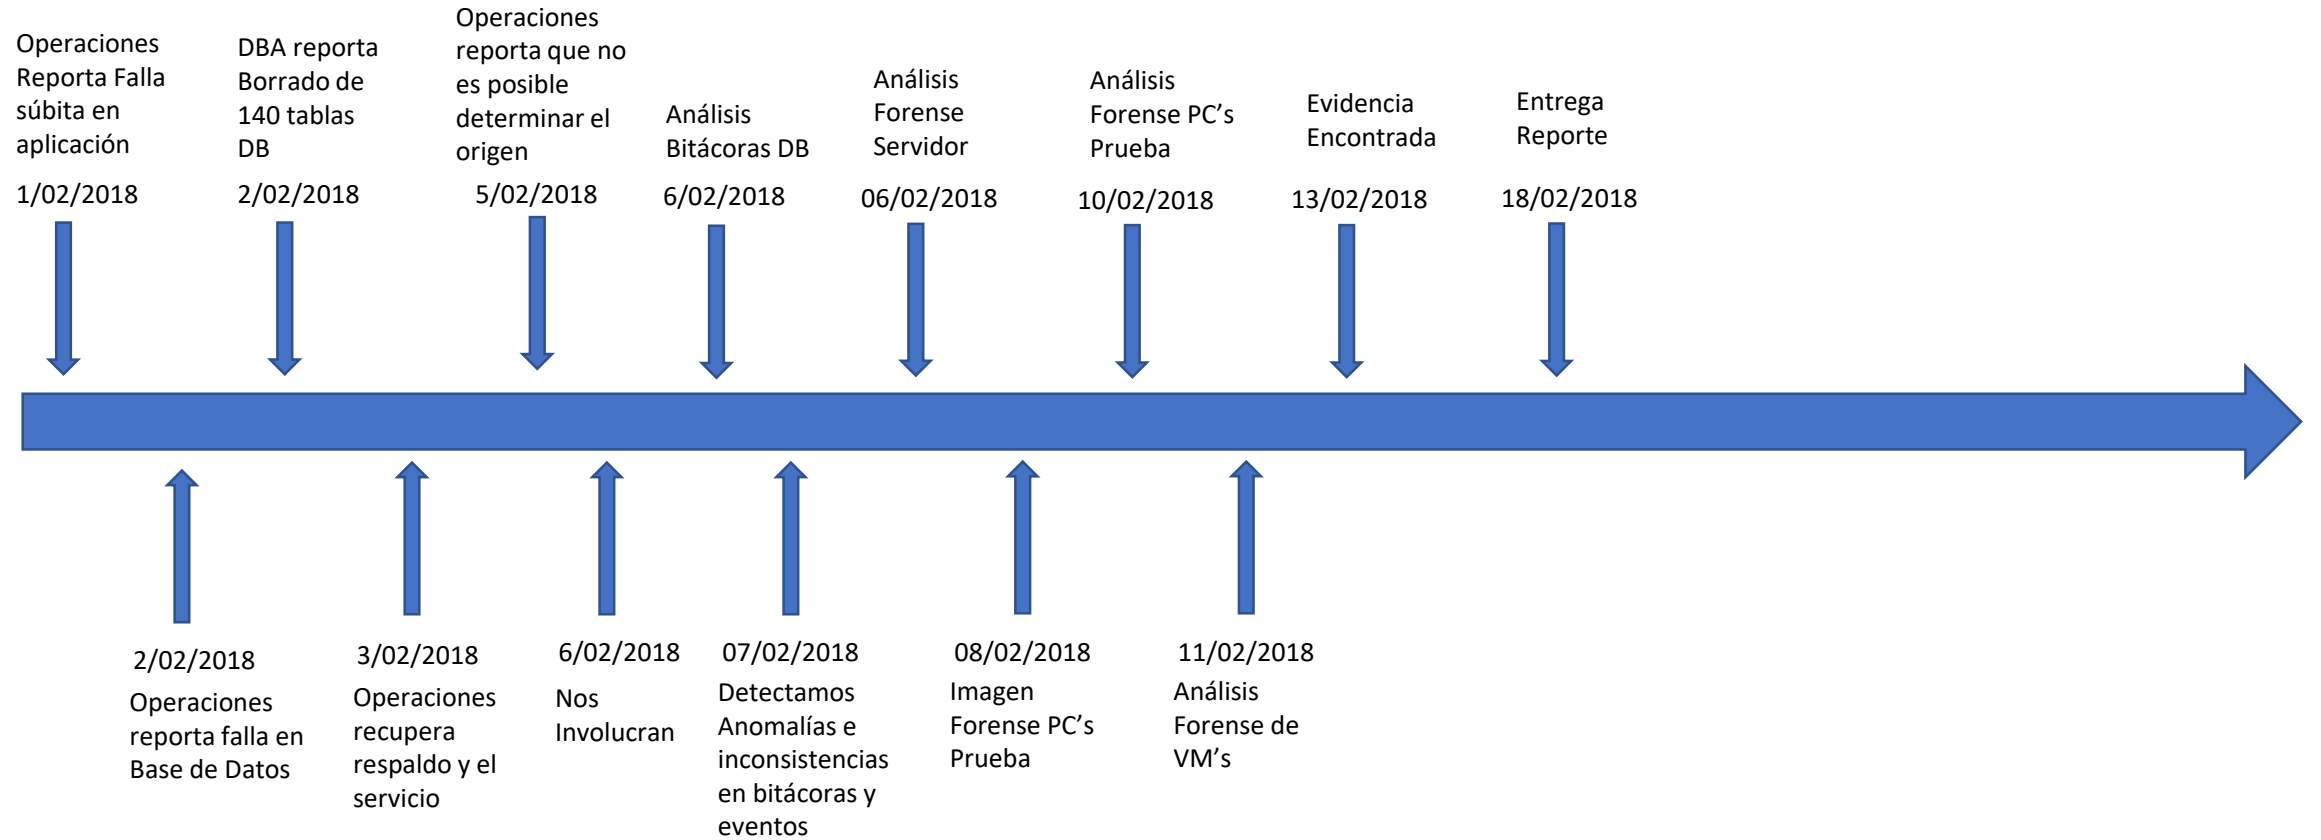 Operaciones
Reporta Falla
súbita en
aplicación
1/02/2018
DBA reporta
Borrado de
140 tablas
DB
2/02/2018
Operaciones
reporta que no
es posible
determinar el
origen
5/02/2018
Análisis
Bitácoras DB
6/02/2018
Análisis
Forense
Servidor
06/02/2018
Análisis
Forense PC’s
Prueba
10/02/2018
Evidencia
Encontrada
13/02/2018
Entrega
Reporte
18/02/2018
2/02/2018
Operaciones
reporta falla en
Base de Datos
3/02/2018
Operaciones
recupera
respaldo y el
servicio
6/02/2018
Nos
Involucran
07/02/2018
Detectamos
Anomalías e
inconsistencias
en bitácoras y
eventos
08/02/2018
Imagen
Forense PC’s
Prueba
11/02/2018
Análisis
Forense de
VM’s